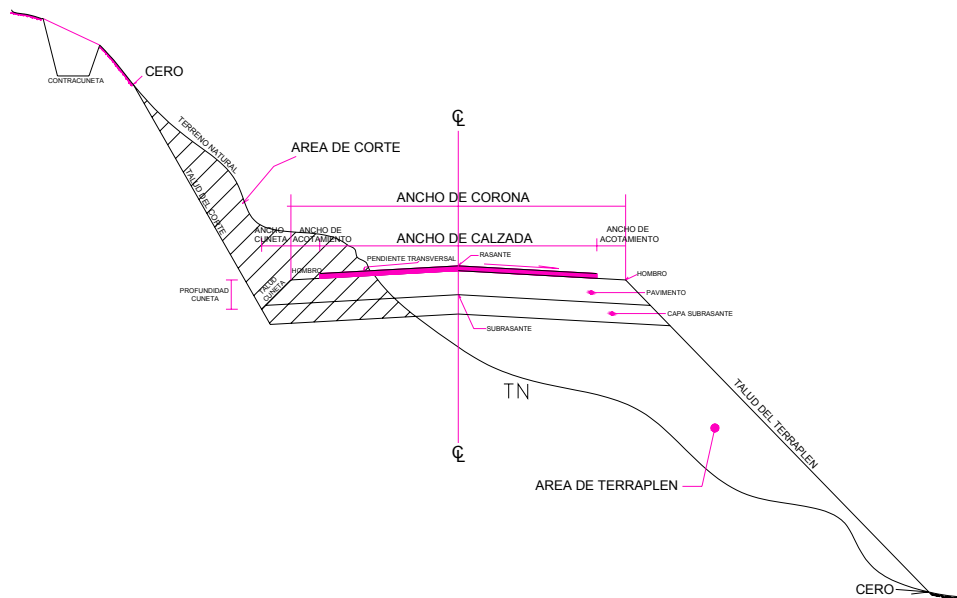 CONTRACUNETA
CERO
℄
TERRENO NATURAL
AREA DE CORTE
TALUD DEL CORTE
ANCHO DE CORONA
ANCHO
CUNETA
ANCHO DE
ACOTAMIENTO
ANCHO DE CALZADA
ANCHO DE
ACOTAMIENTO
PENDIENTE TRANSVERSAL
RASANTE
HOMBRO
HOMBRO
PROFUNDIDAD
CUNETA
TALUD
CUNETA
PAVIMENTO
CAPA SUBRASANTE
SUBRASANTE
TN
TALUD DEL TERRAPLEN
℄
AREA DE TERRAPLEN
CERO